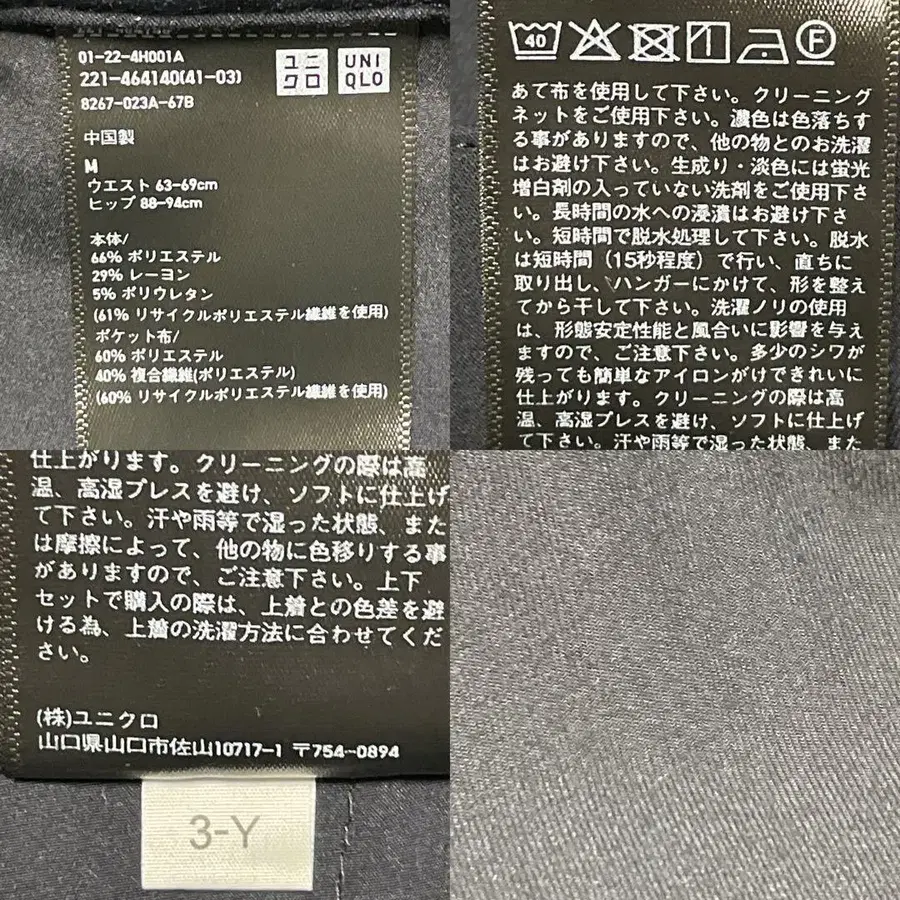 01-22-4H001A
221-464140(41-03)
8267-023A-67B
ユニクロ
UNIQLO
中国製
M
ウエスト 63-69cm
ヒップ 88-94cm
本体/
66% ポリエステル
29% レーヨン
5% ポリウレタン
(61% リサイクルポリエステル繊維を使用)
ポケット布/
60% ポリエステル
40% 複合繊維(ポリエステル)
(60% リサイクルポリエステル繊維を使用)
40
F
あて布を使用して下さい。クリーニング
ネットをご使用下さい。濃色は色落ちす
る事がありますので、他の物とのお洗濯
はお避け下さい。生成り・淡色には蛍光
増白剤の入っていない洗剤をご使用下さ
い。長時間の水への浸漬はお避け下さ
い。短時間で脱水処理して下さい。脱水
は短時間（15秒程度）で行い、直ちに
取り出し、ハンガーにかけて、形を整え
てから干して下さい。洗濯ノリの使用
は、形態安定性能と風合いに影響を与え
ますので、ご注意下さい。多少のシワが
残っても簡単なアイロンがけできれいに
仕上がります。クリーニングの際は高
温、高湿プレスを避け、ソフトに仕上げ
て下さい。汗や雨等で湿った状態、また
仕上がります。クリーニングの際は高
温、高湿プレスを避け、ソフトに仕上げ
て下さい。汗や雨等で湿った状態、また
は摩擦によって、他の物に色移りする事
がありますので、ご注意下さい。上下
セットで購入の際は、上着との色差を避
ける為、上着の洗濯方法に合わせてくだ
さい。
(株)ユニクロ
山口県山口市佐山10717-1 〒754-0894
3-Y